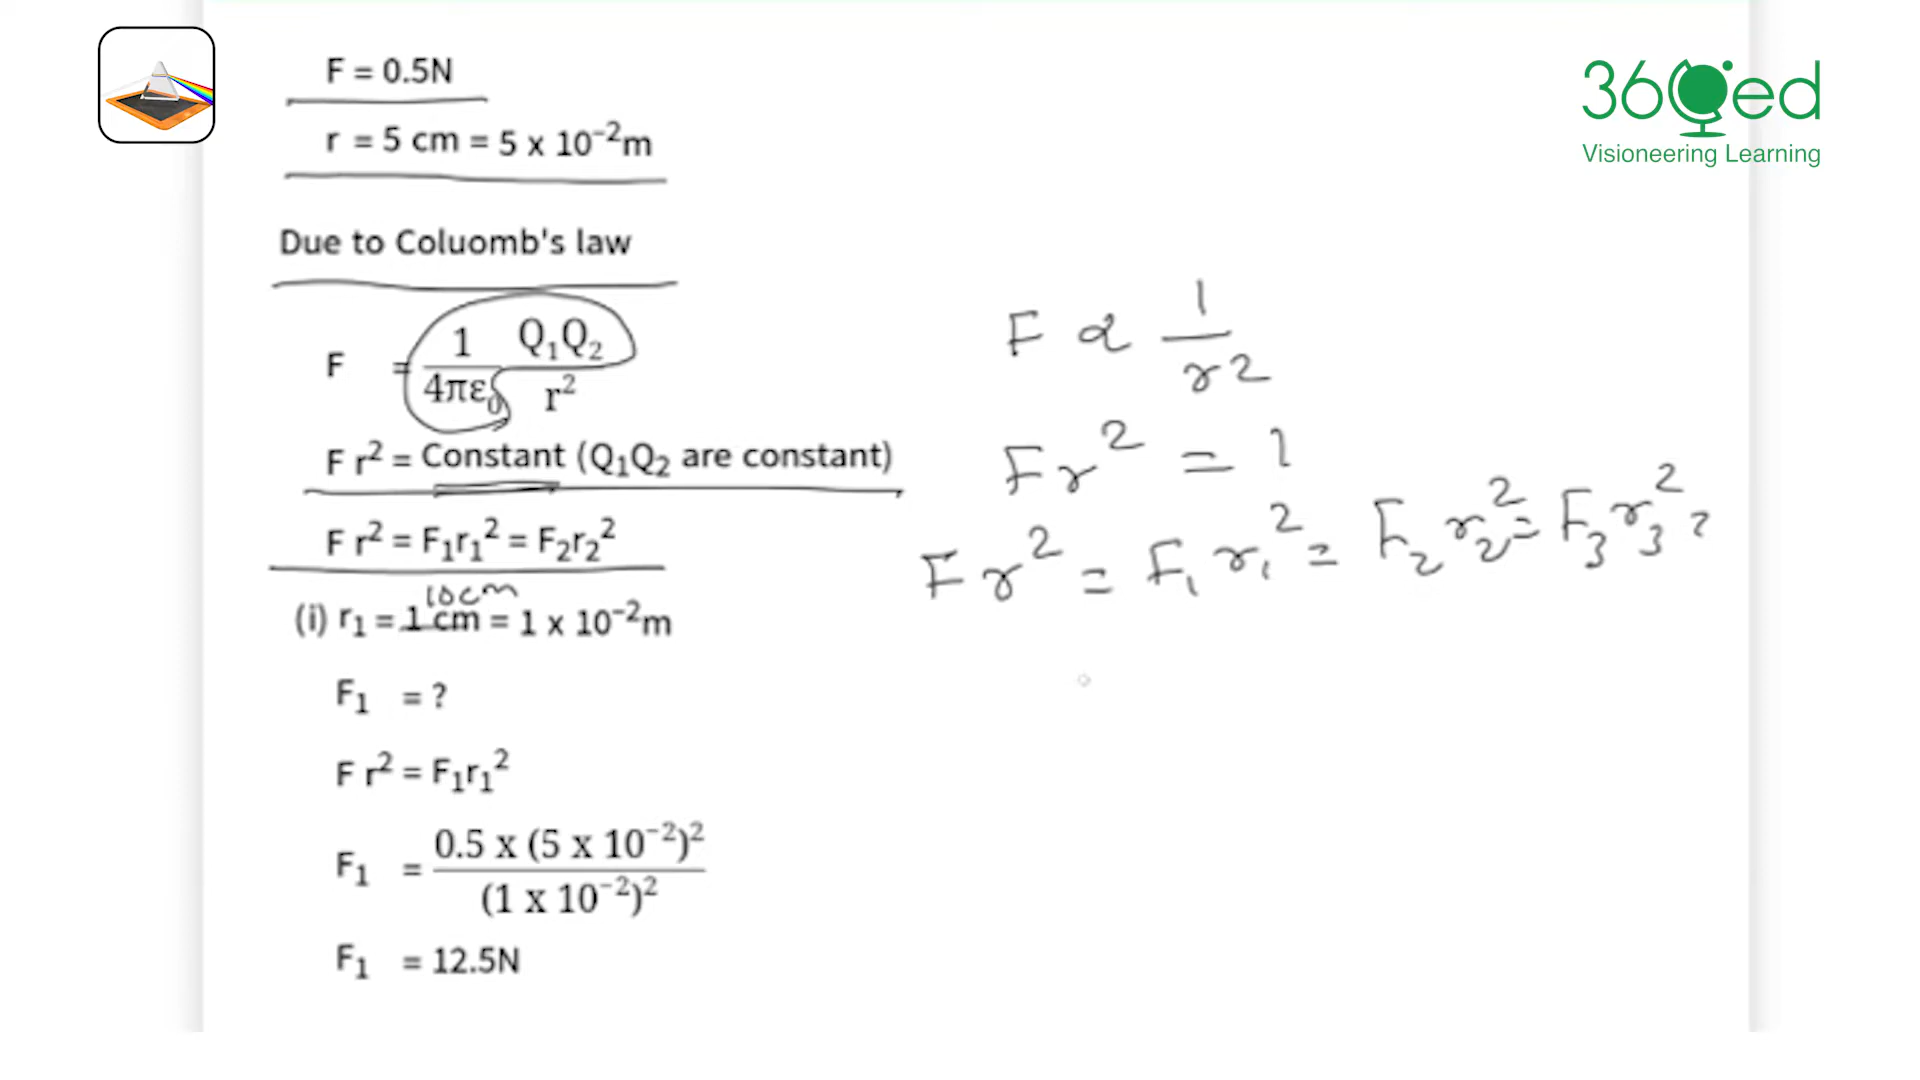 F = 0.5N
r = 5 cm = 5 x 10⁻²m
Due to Coluomb's law
F = 1/4πε₀ Q₁Q₂/r²
F r² = Constant (Q₁Q₂ are constant)
F r² = F₁r₁² = F₂r₂²
10cm
(i) r₁ = 1 cm = 1 x 10⁻²m
F₁ = ?
F r² = F₁r₁²
F₁ = 0.5 x (5 x 10⁻²)²/(1 x 10⁻²)²
F₁ = 12.5N
360ed
Visioneering Learning
F ∝ 1/r²
Fr² = 1
Fr² = F₁r₁² = F₂r₂² = F₃r₃²